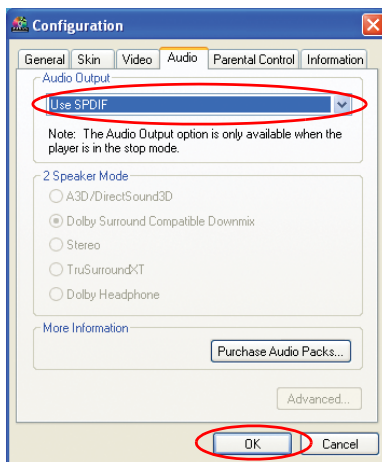 Configuration
General Skin Video Audio Parental Control Information
Audio Output
Use SPDIF
Note: The Audio Output option is only available when the
player is in the stop mode.
2 Speaker Mode
A3D/DirectSound3D
Dolby Surround Compatible Downmix
Stereo
TruSurroundXT
Dolby Headphone
More Information
Purchase Audio Packs...
Advanced...
OK Cancel